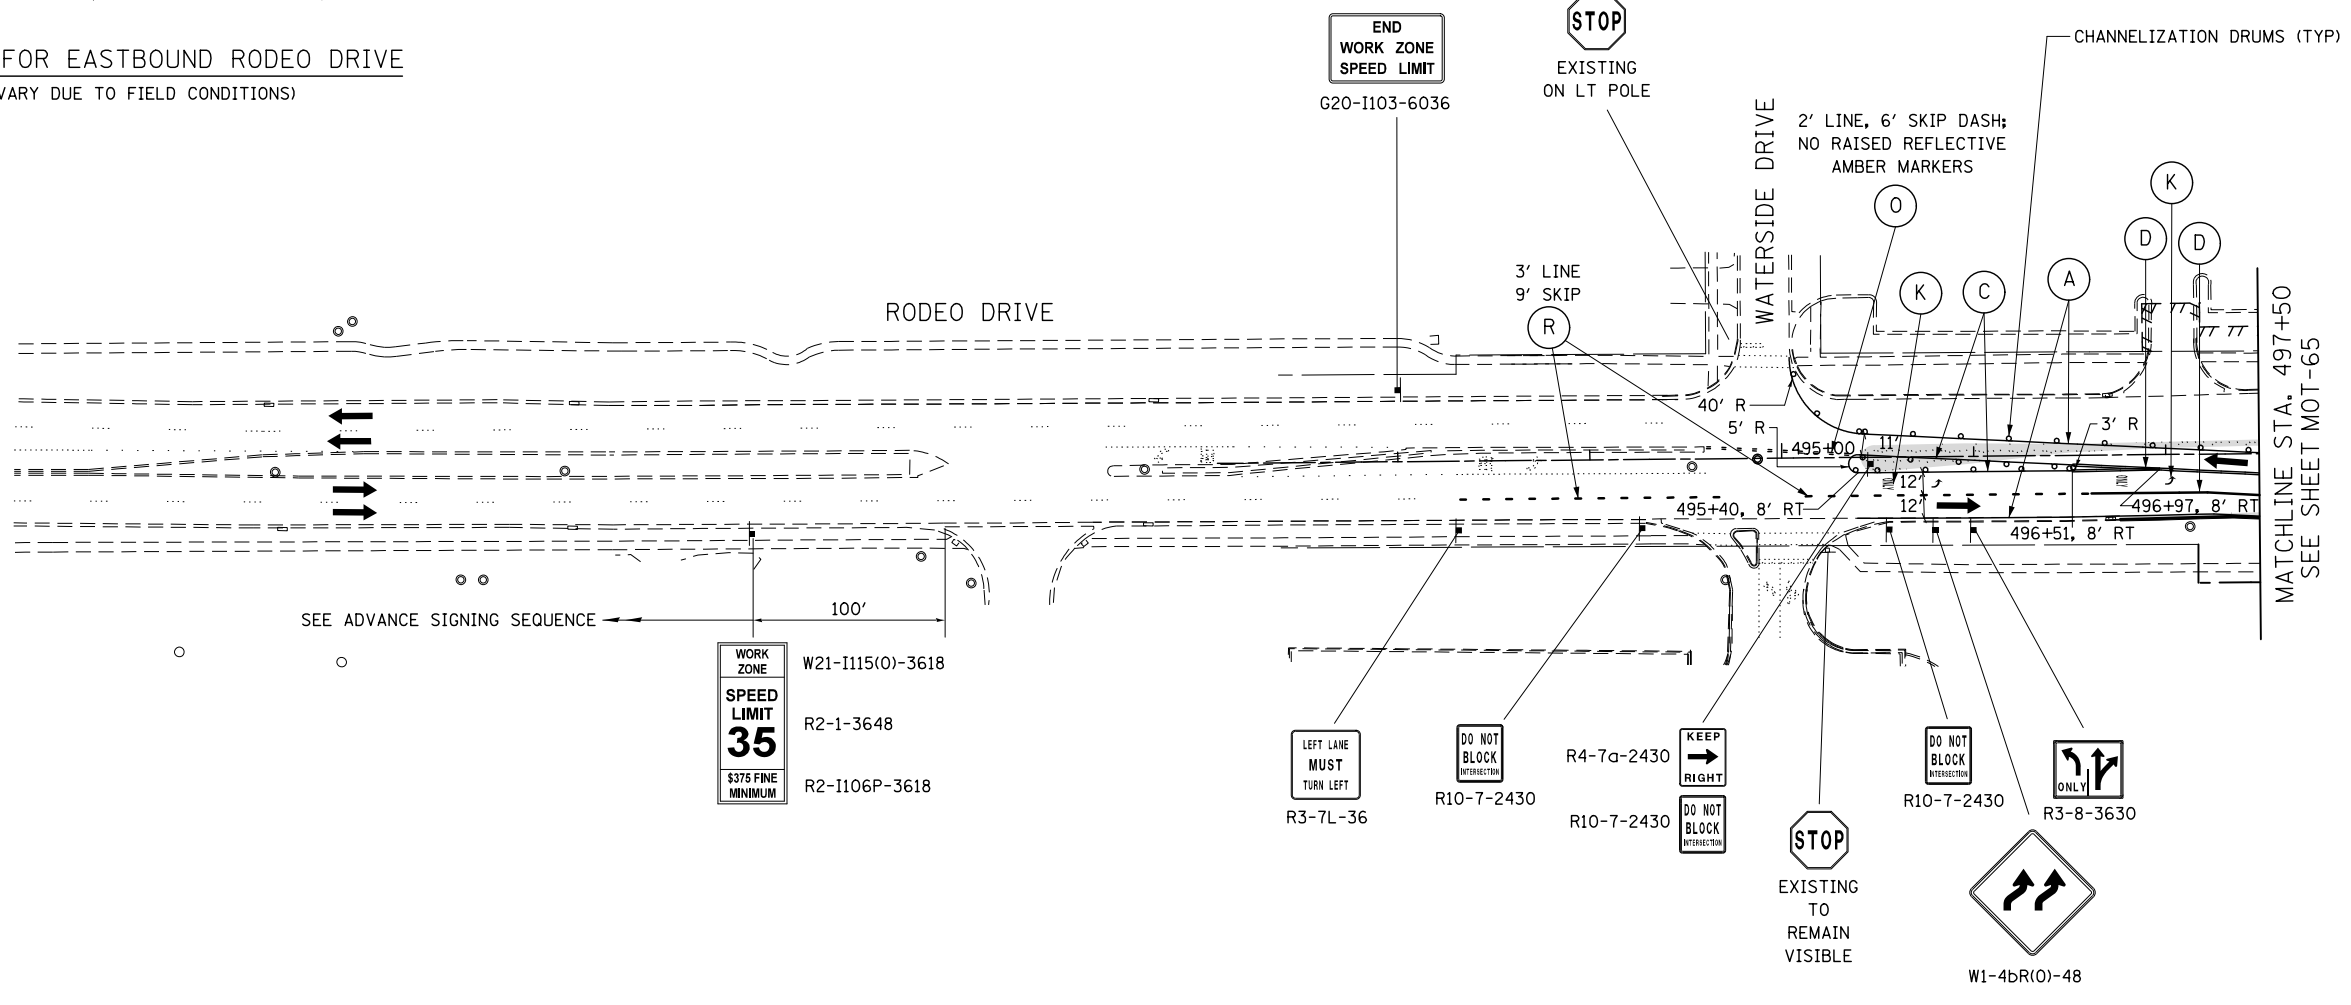 FOR EASTBOUND RODEO DRIVE
VARY DUE TO FIELD CONDITIONS)
END
WORK ZONE
SPEED LIMIT
G20-I103-6036
STOP
EXISTING
ON LT POLE
WATERSIDE DRIVE
CHANNELIZATION DRUMS (TYP)
2' LINE, 6' SKIP DASH;
NO RAISED REFLECTIVE
AMBER MARKERS
O
K
D
D
K
C
A
3' LINE
9' SKIP
R
RODEO DRIVE
40' R
5' R
495+00
11'
3' R
12'
12'
495+40, 8' RT
496+97, 8' RT
496+51, 8' RT
MATCHLINE STA. 497+50
SEE SHEET MOT-65
SEE ADVANCE SIGNING SEQUENCE
100'
WORK
ZONE
W21-I115(O)-3618
SPEED
LIMIT
35
R2-1-3648
$375 FINE
MINIMUM
R2-I106P-3618
LEFT LANE
MUST
TURN LEFT
R3-7L-36
DO NOT
BLOCK
INTERSECTION
R10-7-2430
KEEP
RIGHT
R4-7a-2430
DO NOT
BLOCK
INTERSECTION
R10-7-2430
STOP
EXISTING
TO
REMAIN
VISIBLE
DO NOT
BLOCK
INTERSECTION
R10-7-2430
ONLY
R3-8-3630
W1-4bR(O)-48